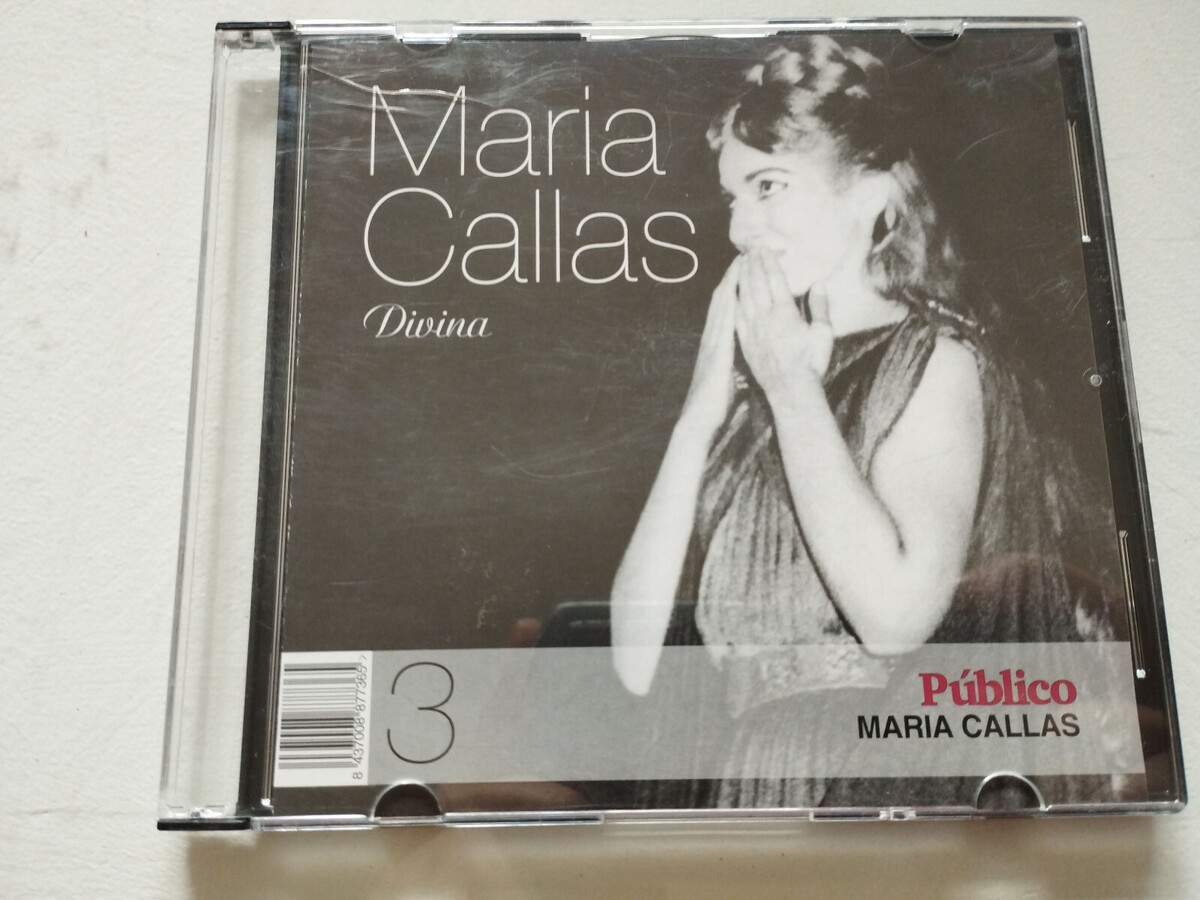 Maria
Callas
Divina
8 437008 877365 >
3
Público
MARIA CALLAS